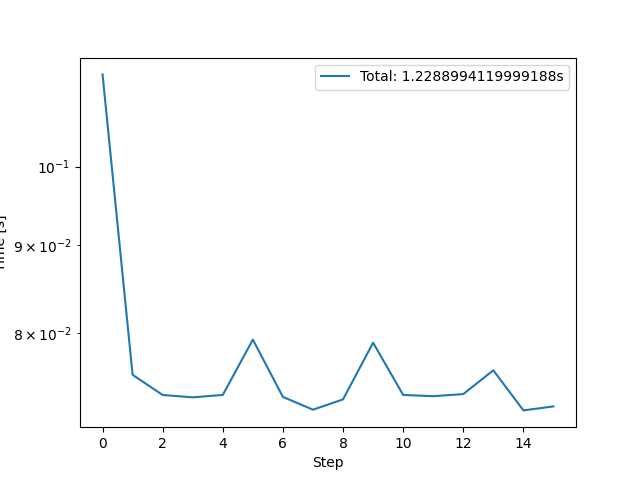 Total: 1.2288994119999188s
10⁻¹
9 × 10⁻²
8 × 10⁻²
Time [s]
0 2 4 6 8 10 12 14
Step